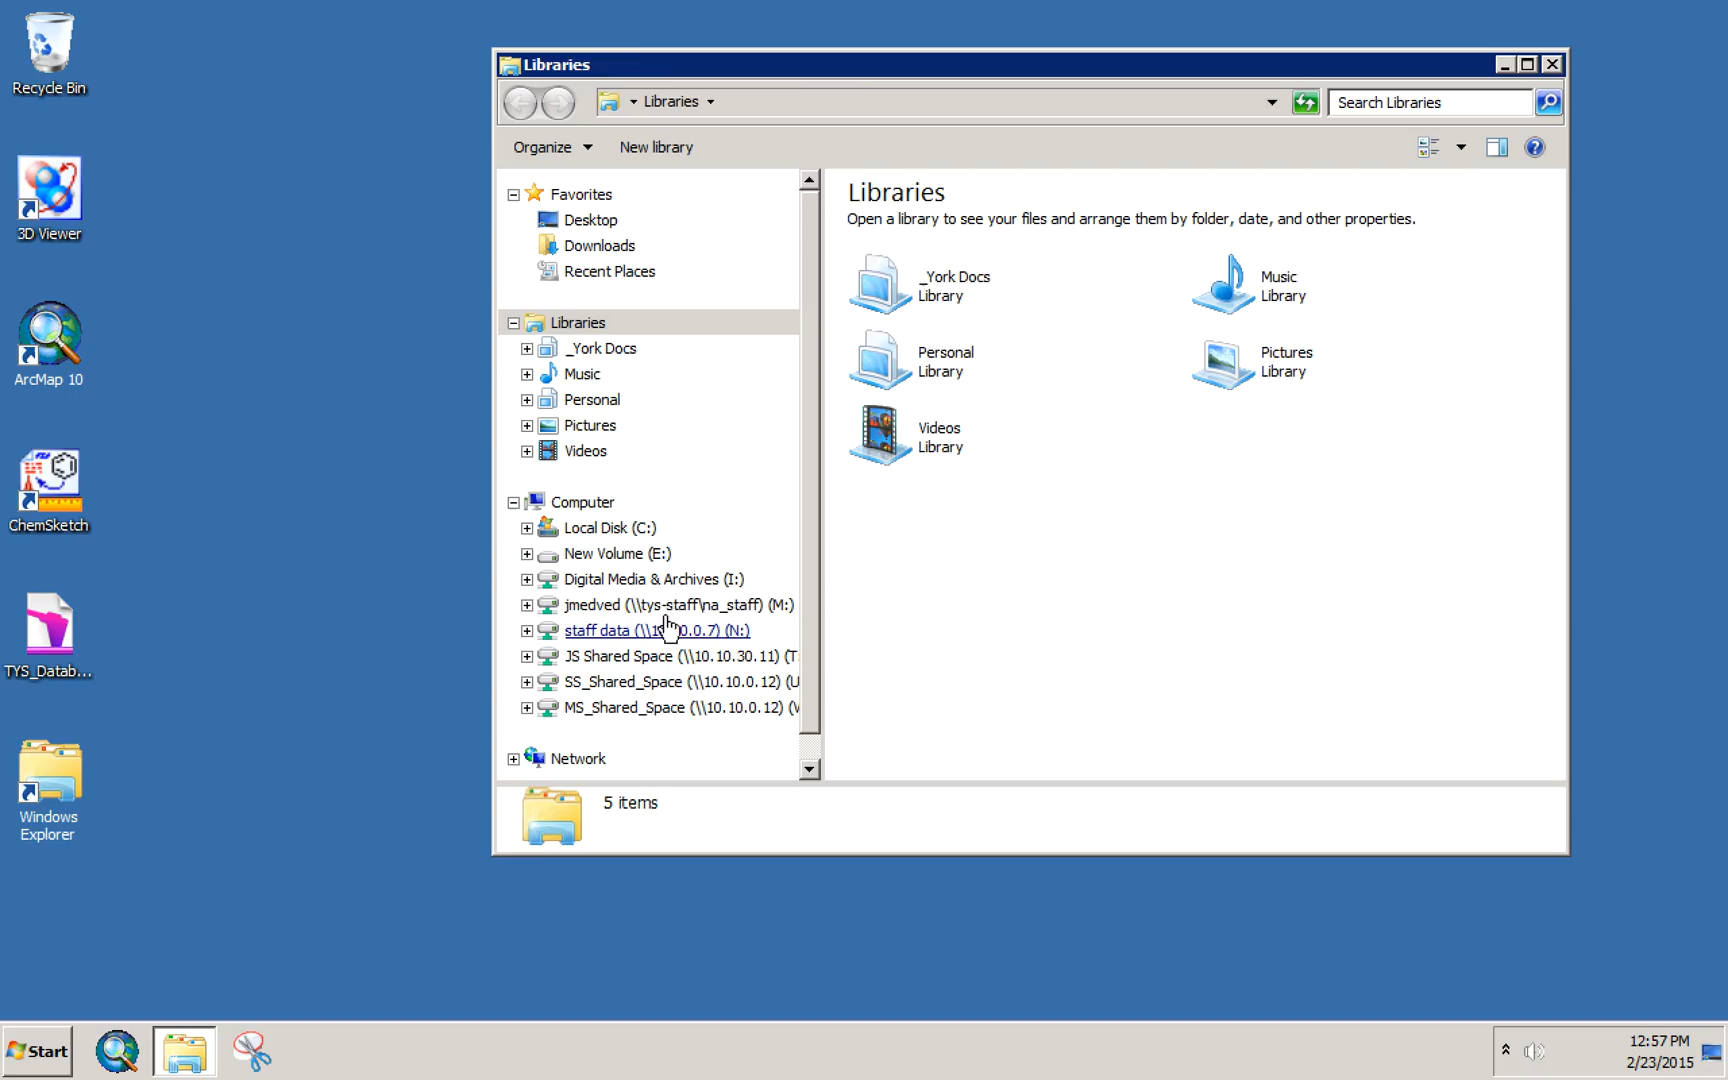 Recycle Bin
3D Viewer
ArcMap 10
ChemSketch
TYS_Datab...
Windows
Explorer
Libraries
Libraries
Search Libraries
Organize
New library
Favorites
Desktop
Downloads
Recent Places
Libraries
_York Docs
Music
Personal
Pictures
Videos
Computer
Local Disk (C:)
New Volume (E:)
Digital Media & Archives (I:)
jmedved (\\tys-staff\na_staff) (M:)
staff data (\\1 0.0.7) (N:)
JS Shared Space (\\10.10.30.11) (T:
SS_Shared_Space (\\10.10.0.12) (U
MS_Shared_Space (\\10.10.0.12) (V
Network
Libraries
Open a library to see your files and arrange them by folder, date, and other properties.
_York Docs
Library
Music
Library
Personal
Library
Pictures
Library
Videos
Library
5 items
Start
12:57 PM
2/23/2015